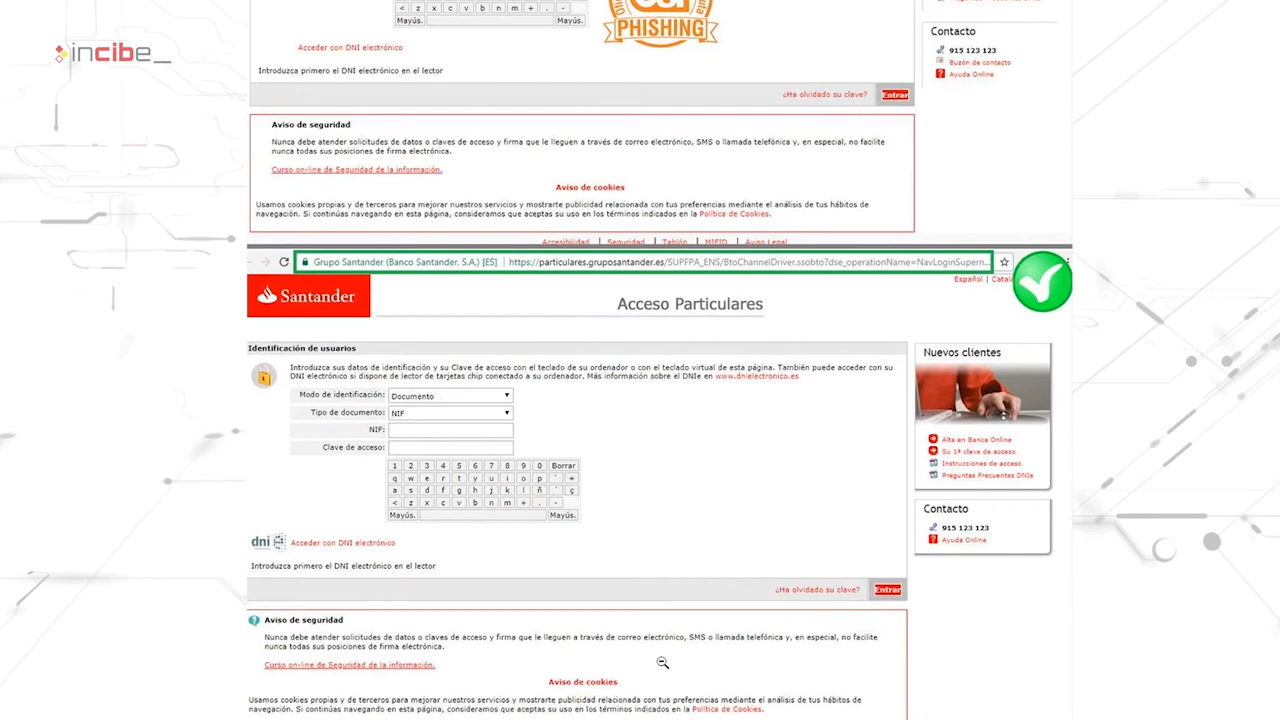 < z x c v b n m + . -
Mayús. Mayús.
PHISHING
incibe_
Acceder con DNI electrónico
Introduzca primero el DNI electrónico en el lector
¿Ha olvidado su clave? Entrar
Contacto
915 123 123
Buzón de contacto
Ayuda Online
Aviso de seguridad
Nunca debe atender solicitudes de datos o claves de acceso y firma que le lleguen a través de correo electrónico, SMS o llamada telefónica y, en especial, no facilite
nunca todas sus posiciones de firma electrónica.
Curso on-line de Seguridad de la información.
Aviso de cookies
Usamos cookies propias y de terceros para mejorar nuestros servicios y mostrarte publicidad relacionada con tus preferencias mediante el análisis de tus hábitos de
navegación. Si continúas navegando en esta página, consideramos que aceptas su uso en los términos indicados en la Política de Cookies.
Accesibilidad | Seguridad | Tablón | MIFID | Aviso Legal
Grupo Santander (Banco Santander, S.A.) [ES] | https://particulares.gruposantander.es/SUPFPA_ENS/BtoChannelDriver.ssobto?dse_operationName=NavLoginSupern...
Español | Catalá
Santander
Acceso Particulares
Identificación de usuarios
Introduzca sus datos de identificación y su Clave de acceso con el teclado de su ordenador o con el teclado virtual de esta página. También puede acceder con su
DNI electrónico si dispone de lector de tarjetas chip conectado a su ordenador. Más información sobre el DNIe en www.dnielectronico.es
Modo de identificación: Documento
Tipo de documento: NIF
NIF:
Clave de acceso:
1 2 3 4 5 6 7 8 9 0 Borrar
q w e r t y u i o p ` +
a s d f g h j k l ñ ´ ç
< z x c v b n m + . -
Mayús. Mayús.
dni Acceder con DNI electrónico
Introduzca primero el DNI electrónico en el lector
¿Ha olvidado su clave? Entrar
Nuevos clientes
Alta en Banca Online
Su 1ª clave de acceso
Instrucciones de acceso
Preguntas Frecuentes DNIe
Contacto
915 123 123
Ayuda Online
Aviso de seguridad
Nunca debe atender solicitudes de datos o claves de acceso y firma que le lleguen a través de correo electrónico, SMS o llamada telefónica y, en especial, no facilite
nunca todas sus posiciones de firma electrónica.
Curso on-line de Seguridad de la información.
Aviso de cookies
Usamos cookies propias y de terceros para mejorar nuestros servicios y mostrarte publicidad relacionada con tus preferencias mediante el análisis de tus hábitos de
navegación. Si continúas navegando en esta página, consideramos que aceptas su uso en los términos indicados en la Política de Cookies.